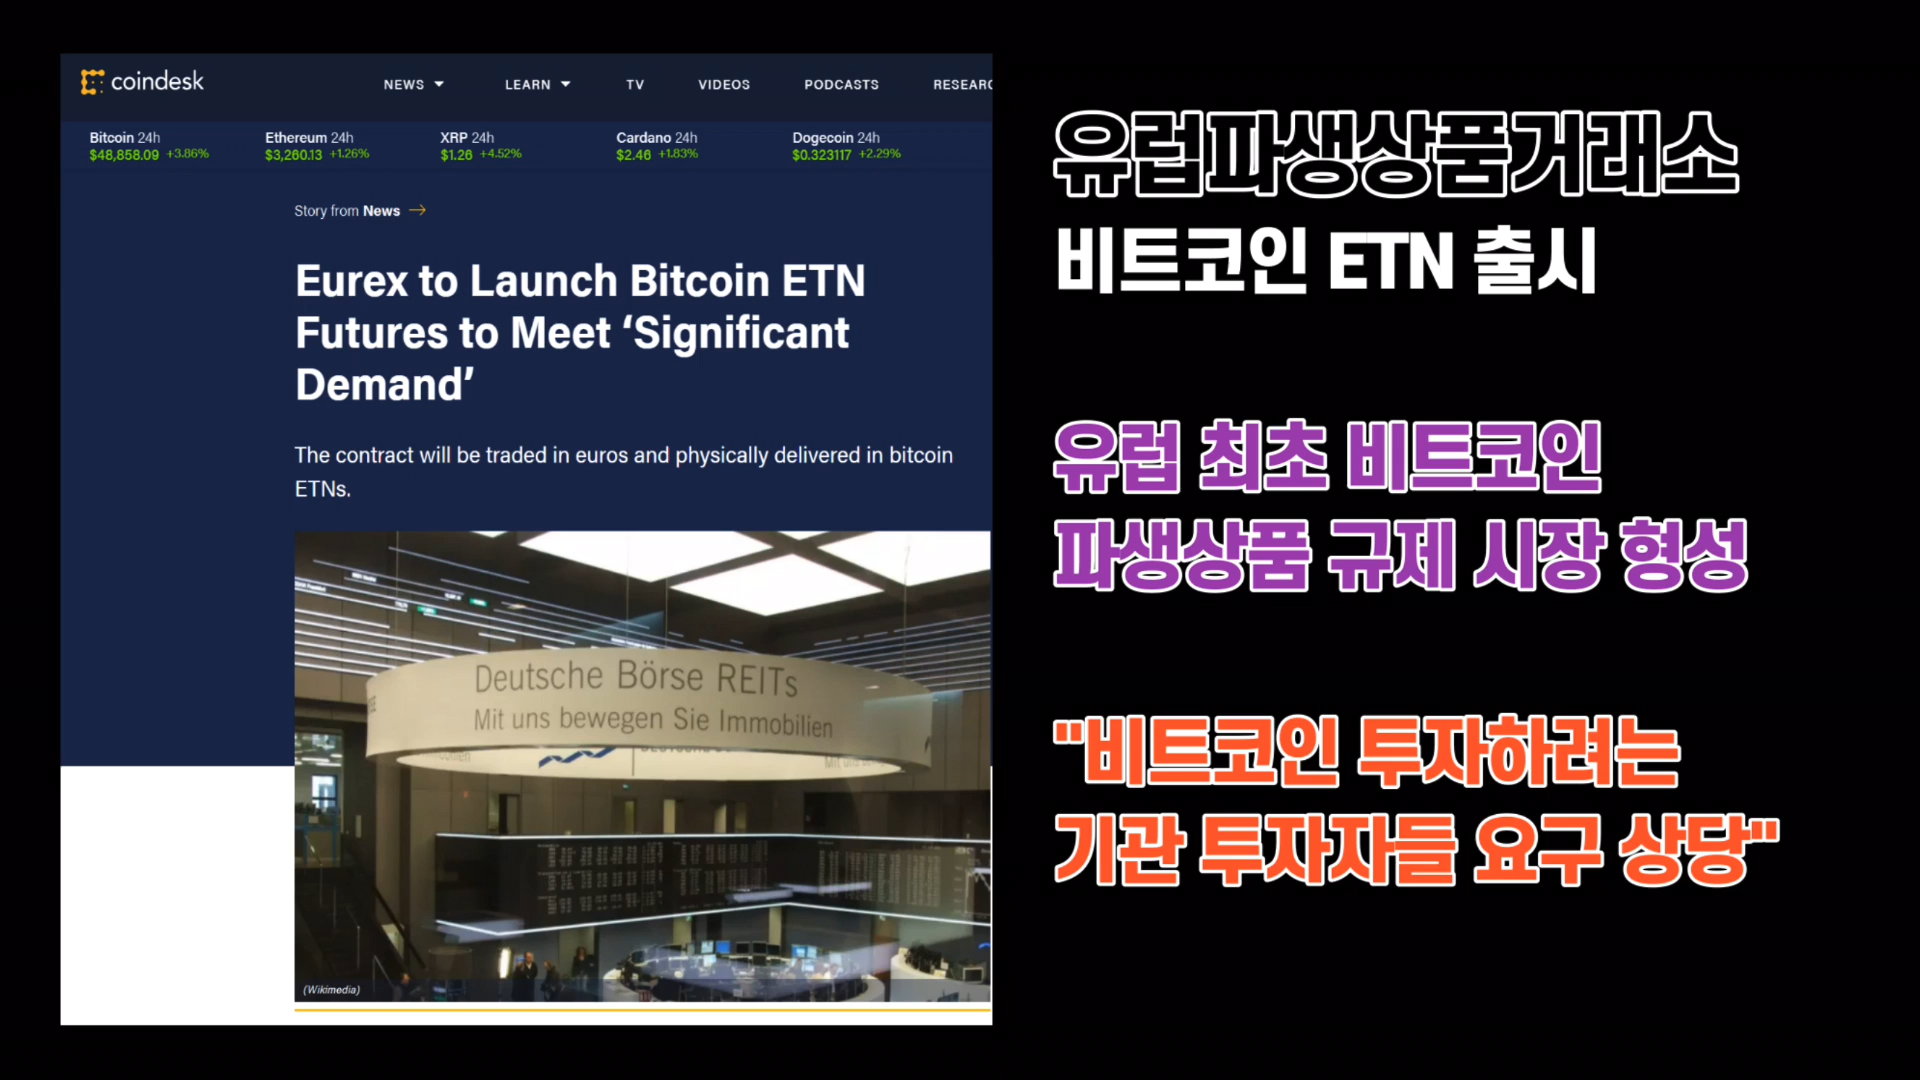 coindesk
NEWS LEARN TV VIDEOS PODCASTS RESEARC
Bitcoin 24h Ethereum 24h XRP 24h Cardano 24h Dogecoin 24h
$48,858.09 +3.86% $3,260.13 +1.26% $1.26 +4.52% $2.46 +1.83% $0.323117 +2.29%
Story from News
Eurex to Launch Bitcoin ETN
Futures to Meet ‘Significant
Demand’
The contract will be traded in euros and physically delivered in bitcoin
ETNs.
Deutsche Börse REITs
Mit uns bewegen Sie Immobilien
(Wikimedia)
유럽파생상품거래소
비트코인 ETN 출시
유럽 최초 비트코인
파생상품 규제 시장 형성
"비트코인 투자하려는
기관 투자자들 요구 상당"